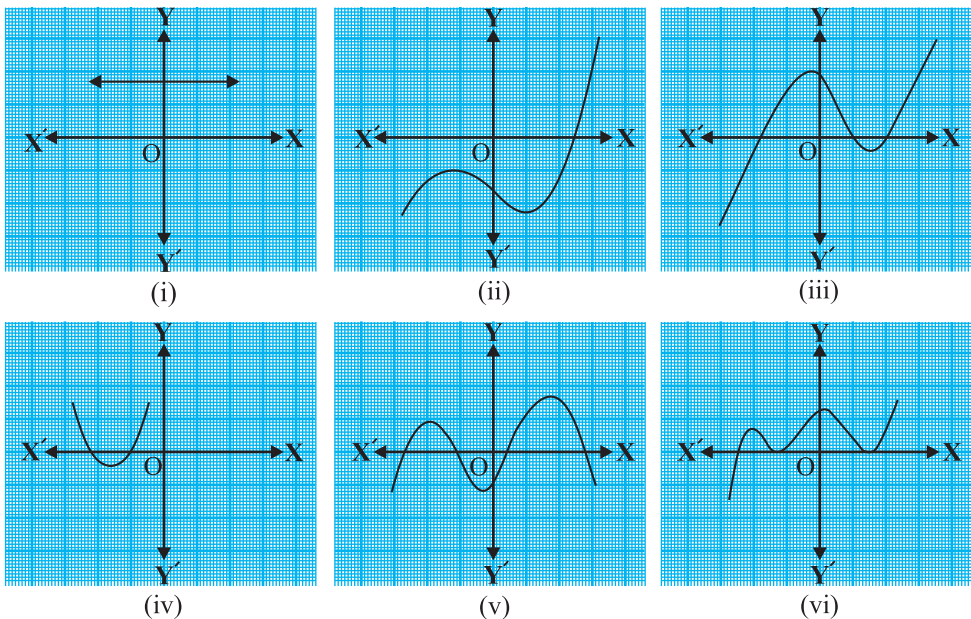 Y Y Y
X′ X X′ X X′ X
O O O
Y′ Y′ Y′
(i) (ii) (iii)
Y Y Y
X′ X X′ X X′ X
O O O
Y′ Y′ Y′
(iv) (v) (vi)